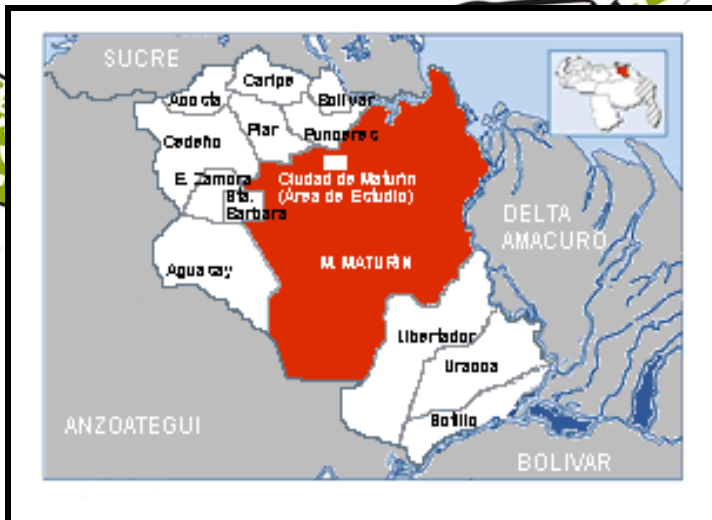 SUCRE
Caripe
Acosta
Bolívar
Piar
Punceres
Cedeño
E. Zamora
Ciudad de Maturín
(Área de Estudio)
Sta.
Barbara
DELTA
AMACURO
M. MATURÍN
Aguasay
Libertador
Uracoa
Sotillo
ANZOATEGUI
BOLIVAR